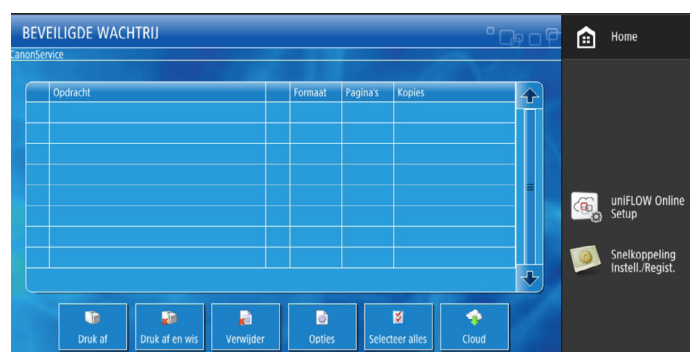 BEVEILIGDE WACHTRIJ
CanonService
Opdracht Formaat Pagina's Kopies
Druk af
Druk af en wis
Verwijder
Opties
Selecteer alles
Cloud
Home
uniFLOW Online
Setup
Snelkoppeling
Instell./Regist.